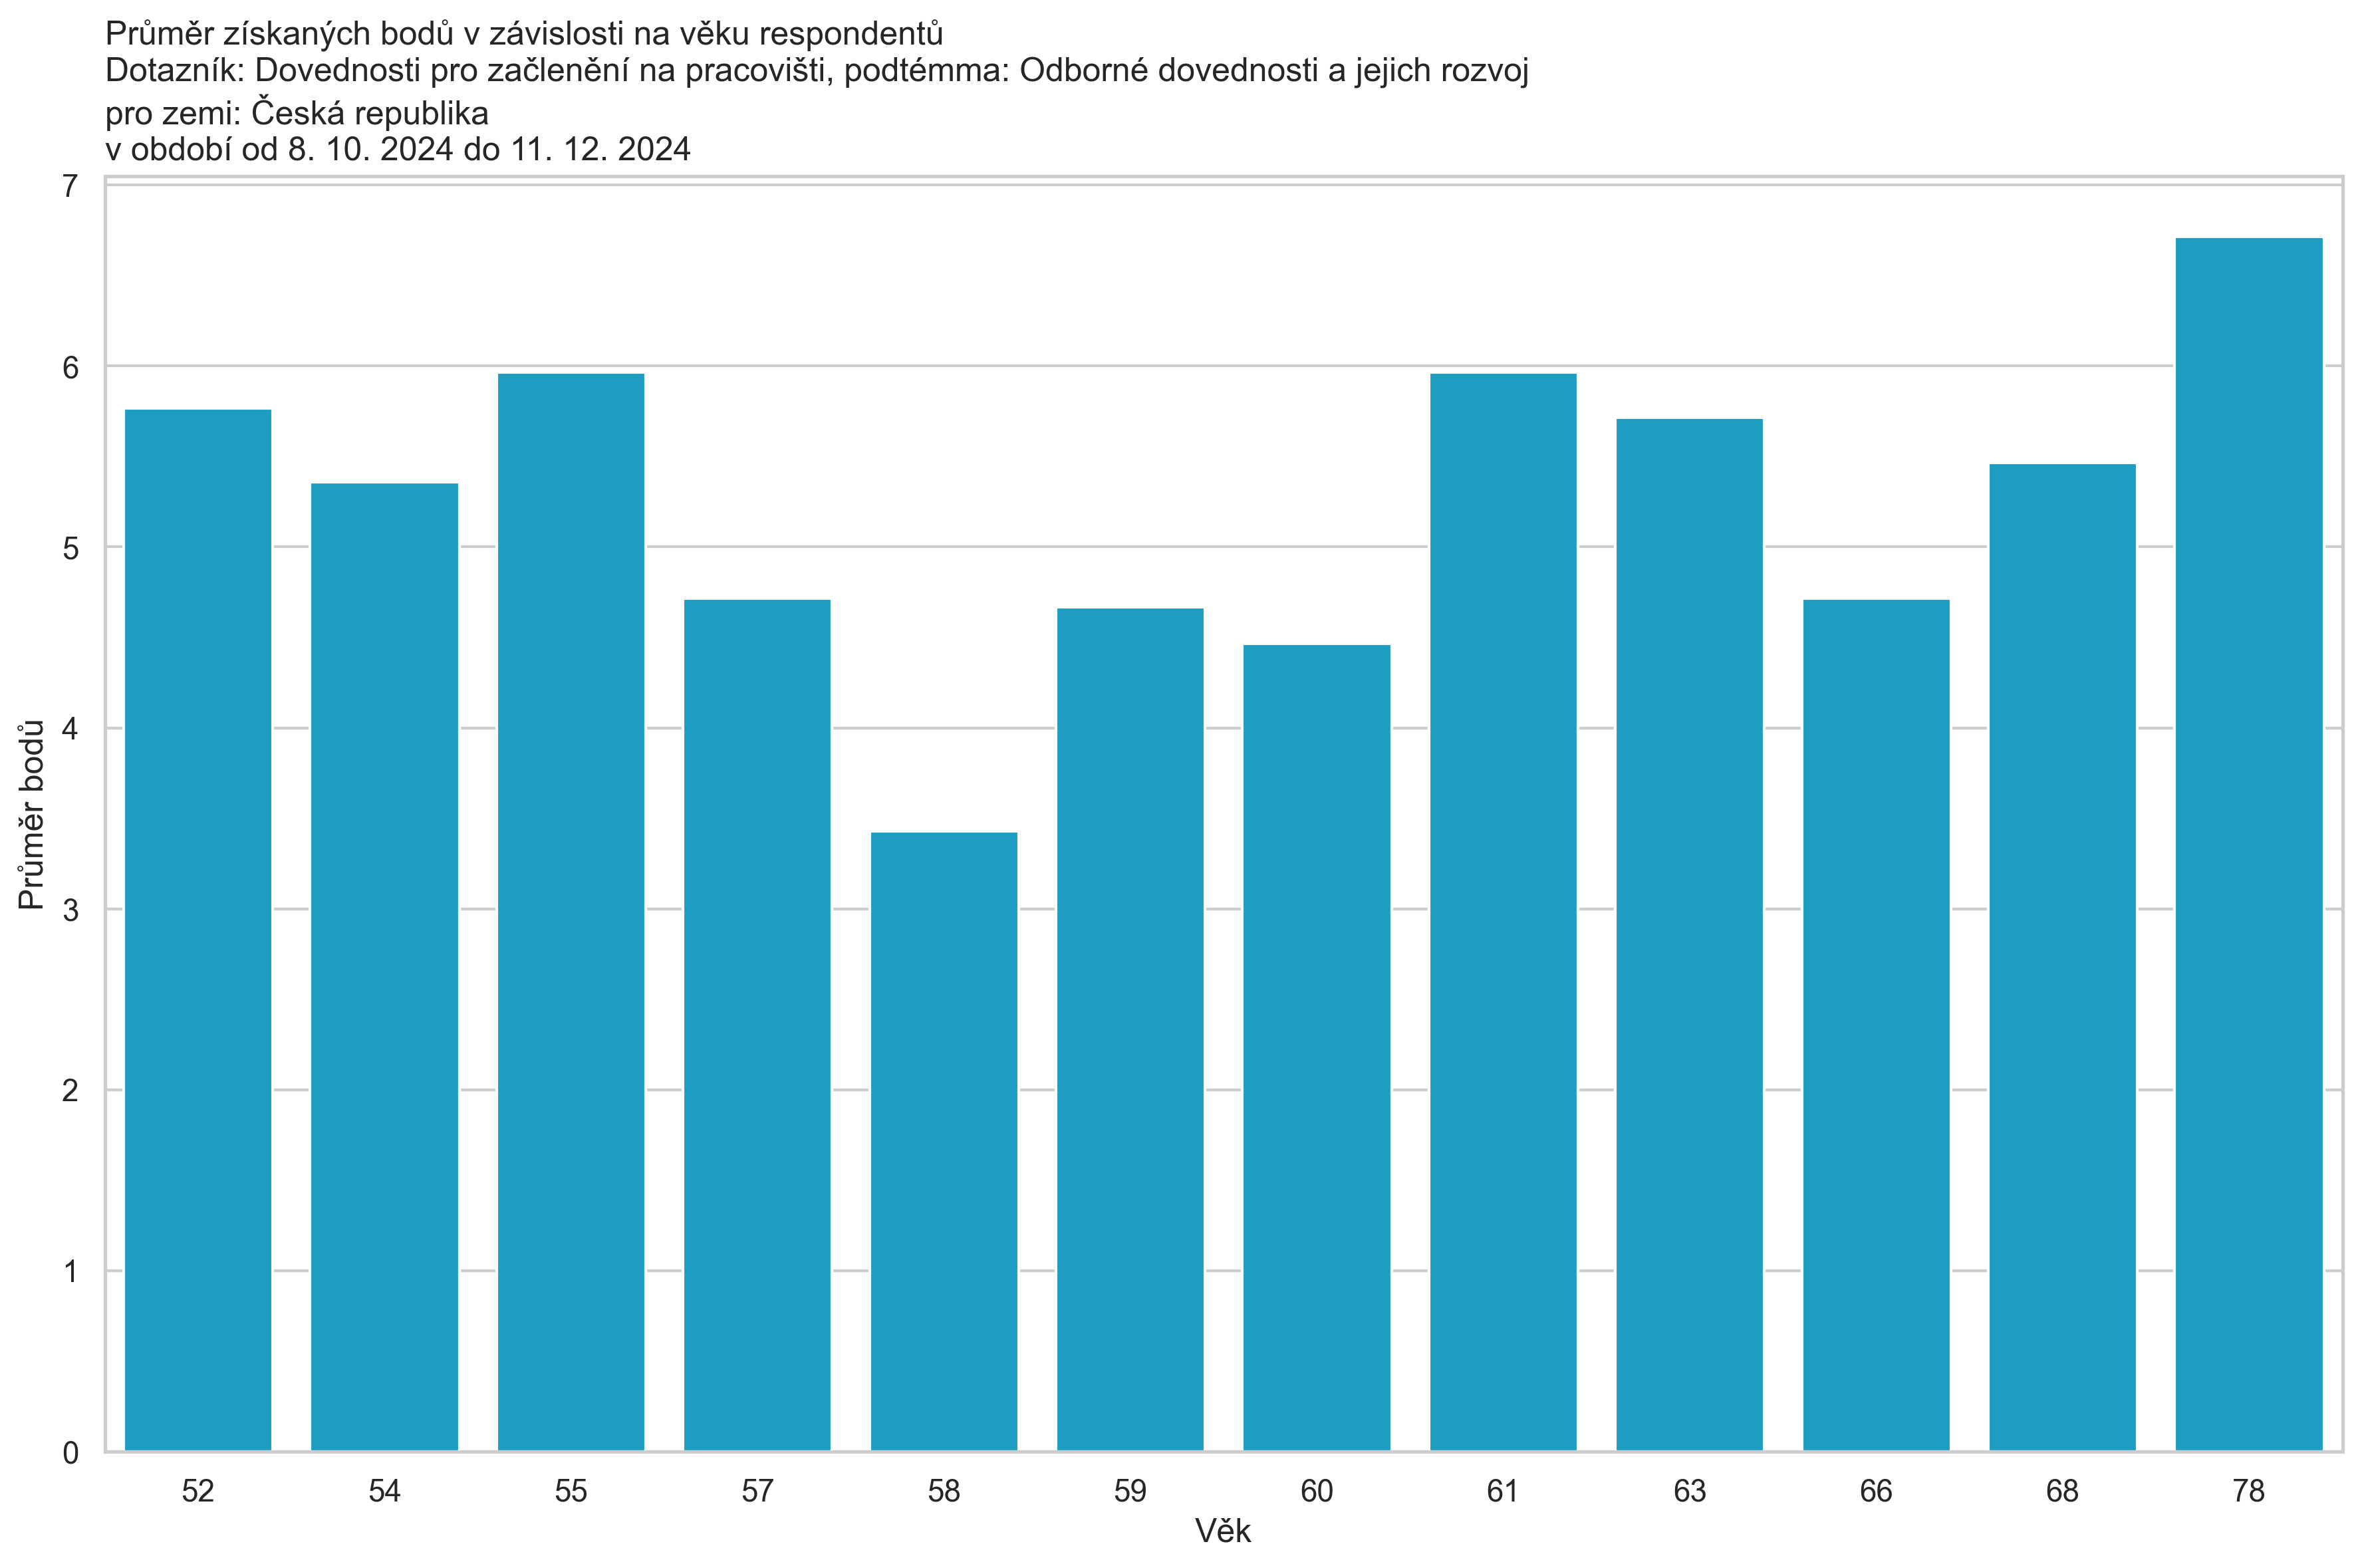 Průměr získaných bodů v závislosti na věku respondentů
Dotazník: Dovednosti pro začlenění na pracovišti, podtémma: Odborné dovednosti a jejich rozvoj
pro zemi: Česká republika
v období od 8. 10. 2024 do 11. 12. 2024
7
6
5
4
3
2
1
0
Průměr bodů
52 54 55 57 58 59 60 61 63 66 68 78
Věk